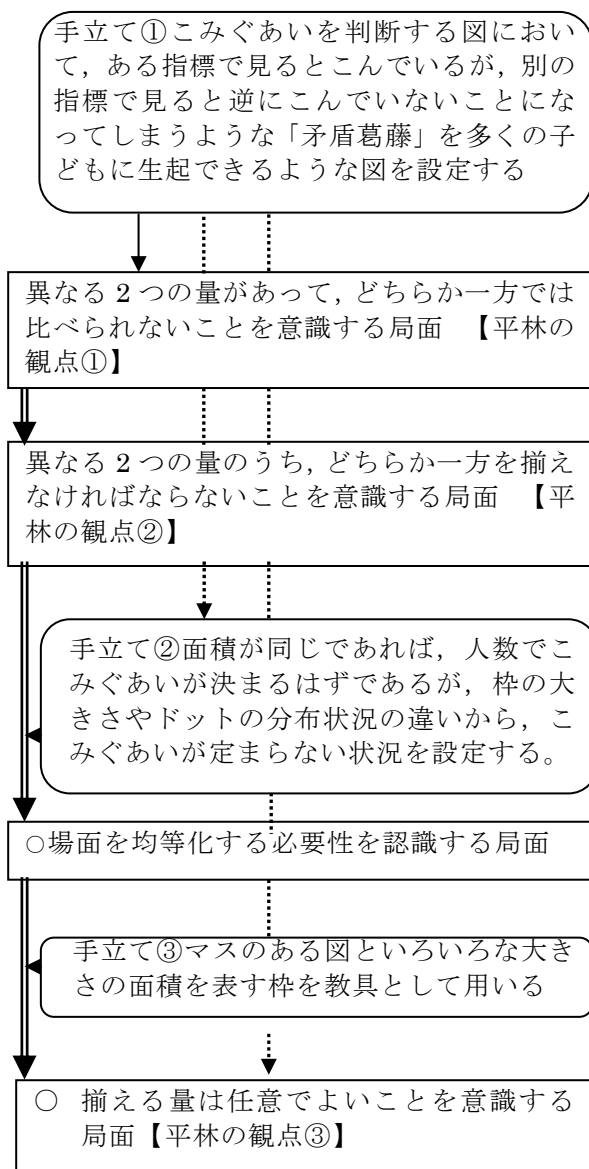 手立て①こみぐあいを判断する図におい
て，ある指標で見るとこんでいるが，別の
指標で見ると逆にこんでいないことにな
ってしまうような「矛盾葛藤」を多くの子
どもに生起できるような図を設定する
異なる 2 つの量があって，どちらか一方では
比べられないことを意識する局面　【平林の
観点①】
異なる 2 つの量のうち，どちらか一方を揃え
なければならないことを意識する局面　【平
林の観点②】
手立て②面積が同じであれば，人数でこ
みぐあいが決まるはずであるが，枠の大
きさやドットの分布状況の違いから，こ
みぐあいが定まらない状況を設定する。
○場面を均等化する必要性を認識する局面
手立て③マスのある図といろいろな大き
さの面積を表す枠を教具として用いる
○　揃える量は任意でよいことを意識する
局面【平林の観点③】